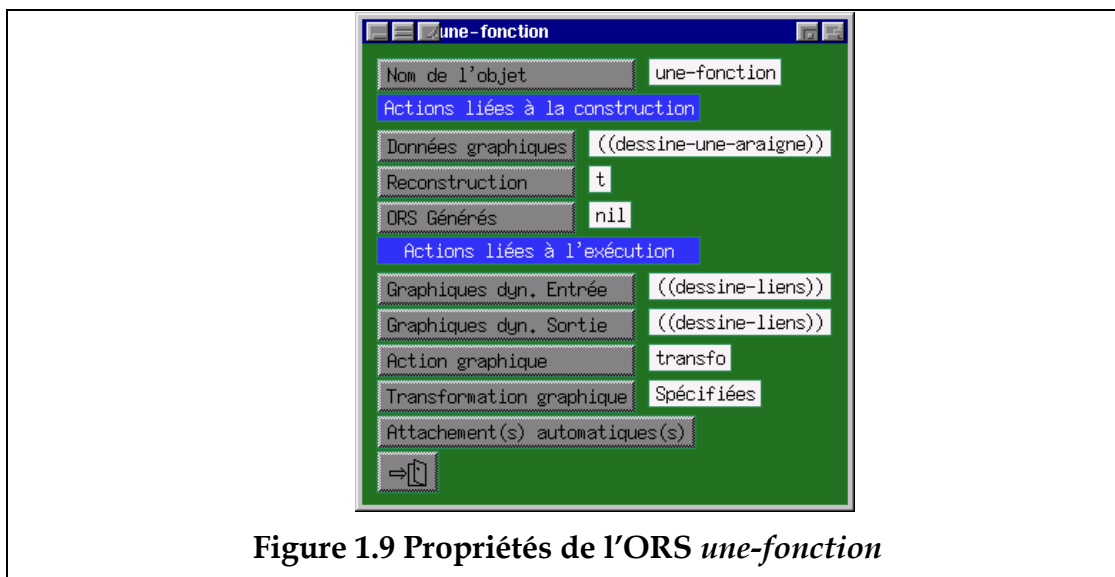 une-fonction
Nom de l'objet une-fonction
Actions liées à la construction
Données graphiques ((dessine-une-araigne))
Reconstruction t
ORS Générés nil
Actions liées à l'exécution
Graphiques dyn. Entrée ((dessine-liens))
Graphiques dyn. Sortie ((dessine-liens))
Action graphique transfo
Transformation graphique Spécifiées
Attachement(s) automatiques(s)
Figure 1.9 Propriétés de l’ORS une-fonction